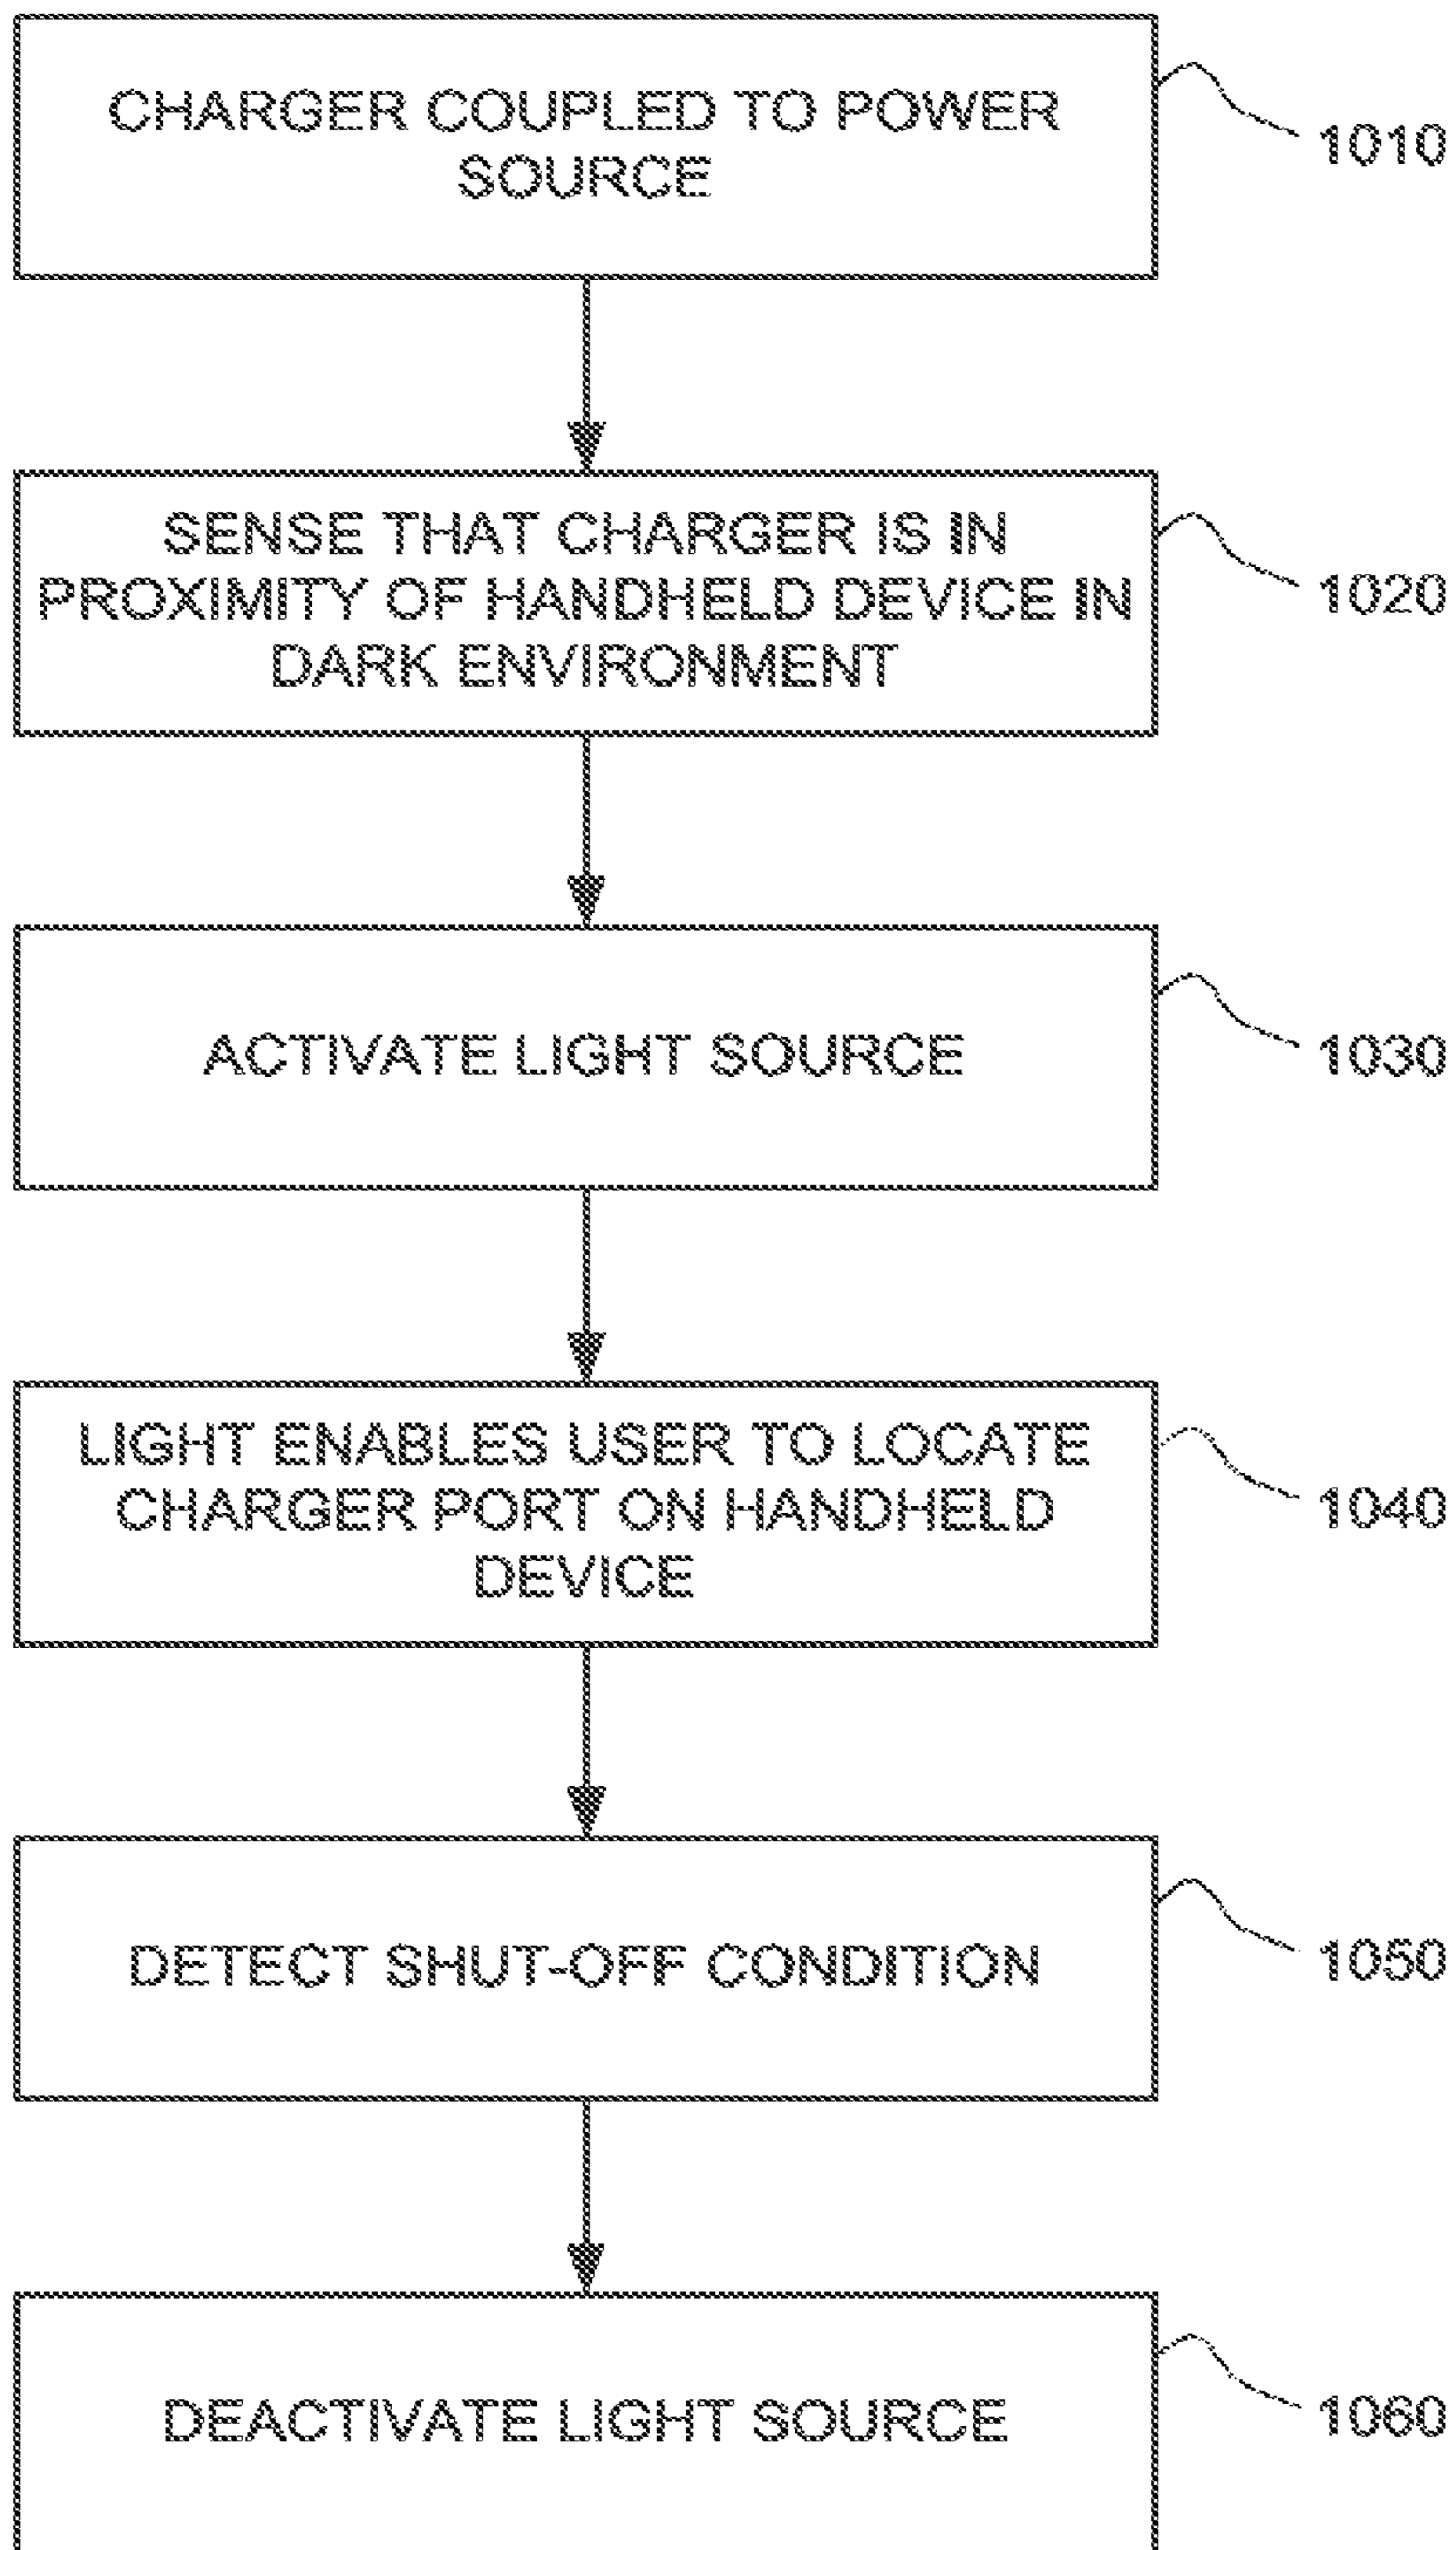 CHARGER COUPLED TO POWER
SOURCE
1010
SENSE THAT CHARGER IS IN
PROXIMITY OF HANDHELD DEVICE IN
DARK ENVIRONMENT
1020
ACTIVATE LIGHT SOURCE
1030
LIGHT ENABLES USER TO LOCATE
CHARGER PORT ON HANDHELD
DEVICE
1040
DETECT SHUT-OFF CONDITION
1050
DEACTIVATE LIGHT SOURCE
1060